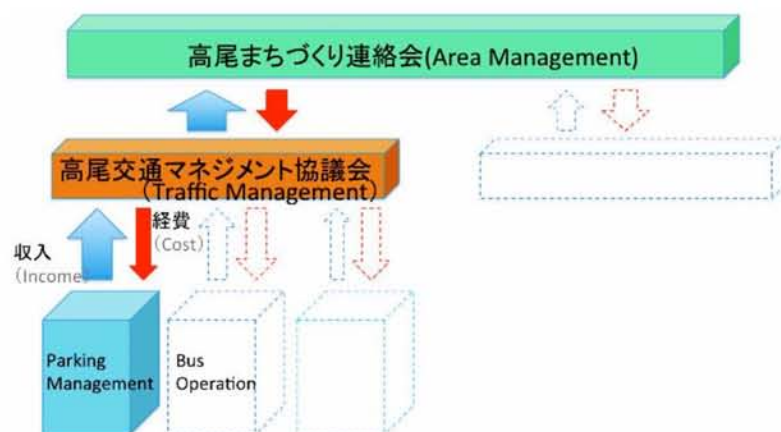 高尾まちづくり連絡会(Area Management)
高尾交通マネジメント協議会
(Traffic Management)
収入
(Income)
経費
(Cost)
Parking
Management
Bus
Operation